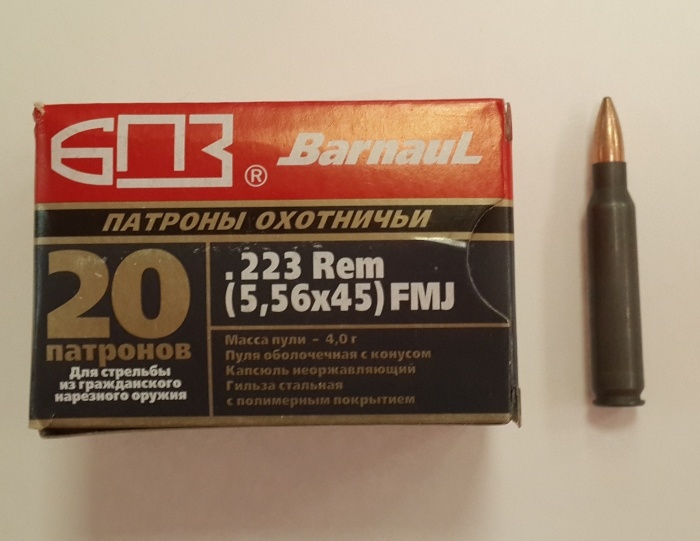 БПЗ ® Barnaul
ПАТРОНЫ ОХОТНИЧЬИ
20
патронов
Для стрельбы
из гражданского
нарезного оружия
.223 Rem
(5,56x45) FMJ
Масса пули – 4,0 г
Пуля оболочечная с конусом
Капсюль неоржавляющий
Гильза стальная
с полимерным покрытием